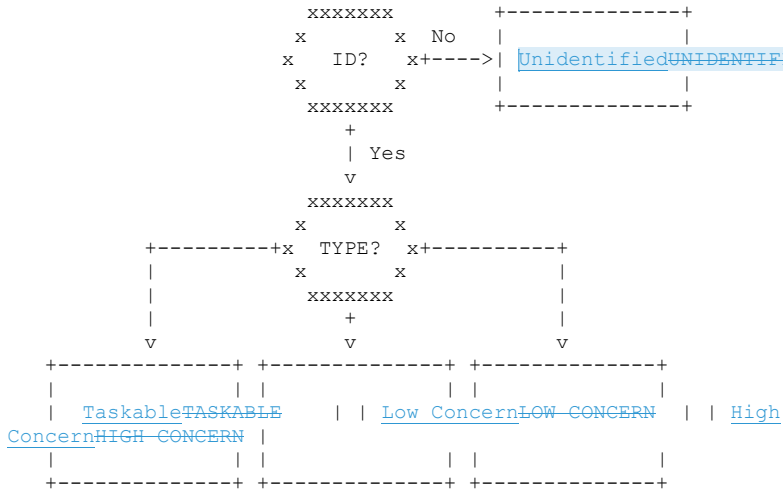 xxxxxxx +--------------+
x x No | |
x ID? x+---->| UnidentifiedUNIDENTIF
x x | |
xxxxxxx +--------------+
+
| Yes
v
xxxxxxx
x x
+---------+x TYPE? x+----------+
| x x |
| xxxxxxx |
| + |
v v v
+--------------+ +--------------+ +--------------+
| | | | | |
| TaskableTASKABLE | | Low ConcernLOW CONCERN | | High
ConcernHIGH CONCERN |
| | | | | |
+--------------+ +--------------+ +--------------+